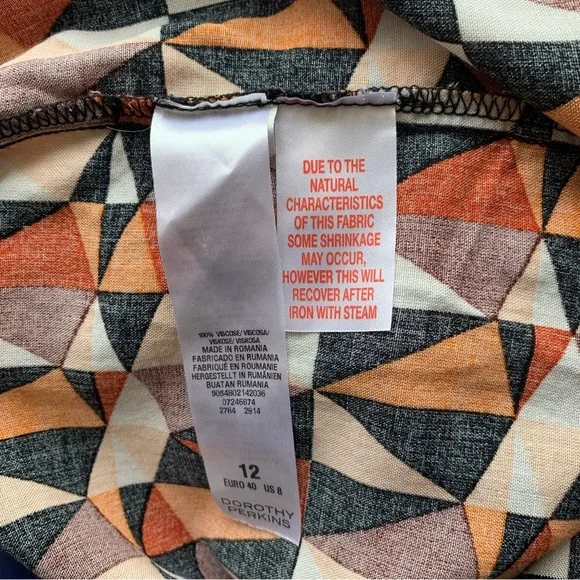 DUE TO THE
NATURAL
CHARACTERISTICS
OF THIS FABRIC
SOME SHRINKAGE
MAY OCCUR,
HOWEVER THIS WILL
RECOVER AFTER
IRON WITH STEAM
100% VISCOSE/ VISCOSA/
VISKOSE/ VISKOZA/
VISKOSA
MADE IN ROMANIA
FABRICADO EN RUMANIA
FABRIQUÉ EN ROUMANIE
HERGESTELLT IN RUMÄNIEN
BUATAN RUMANIA
5054802142036
07246874
2764 2914
12
EURO 40 US 8
DOROTHY
PERKINS